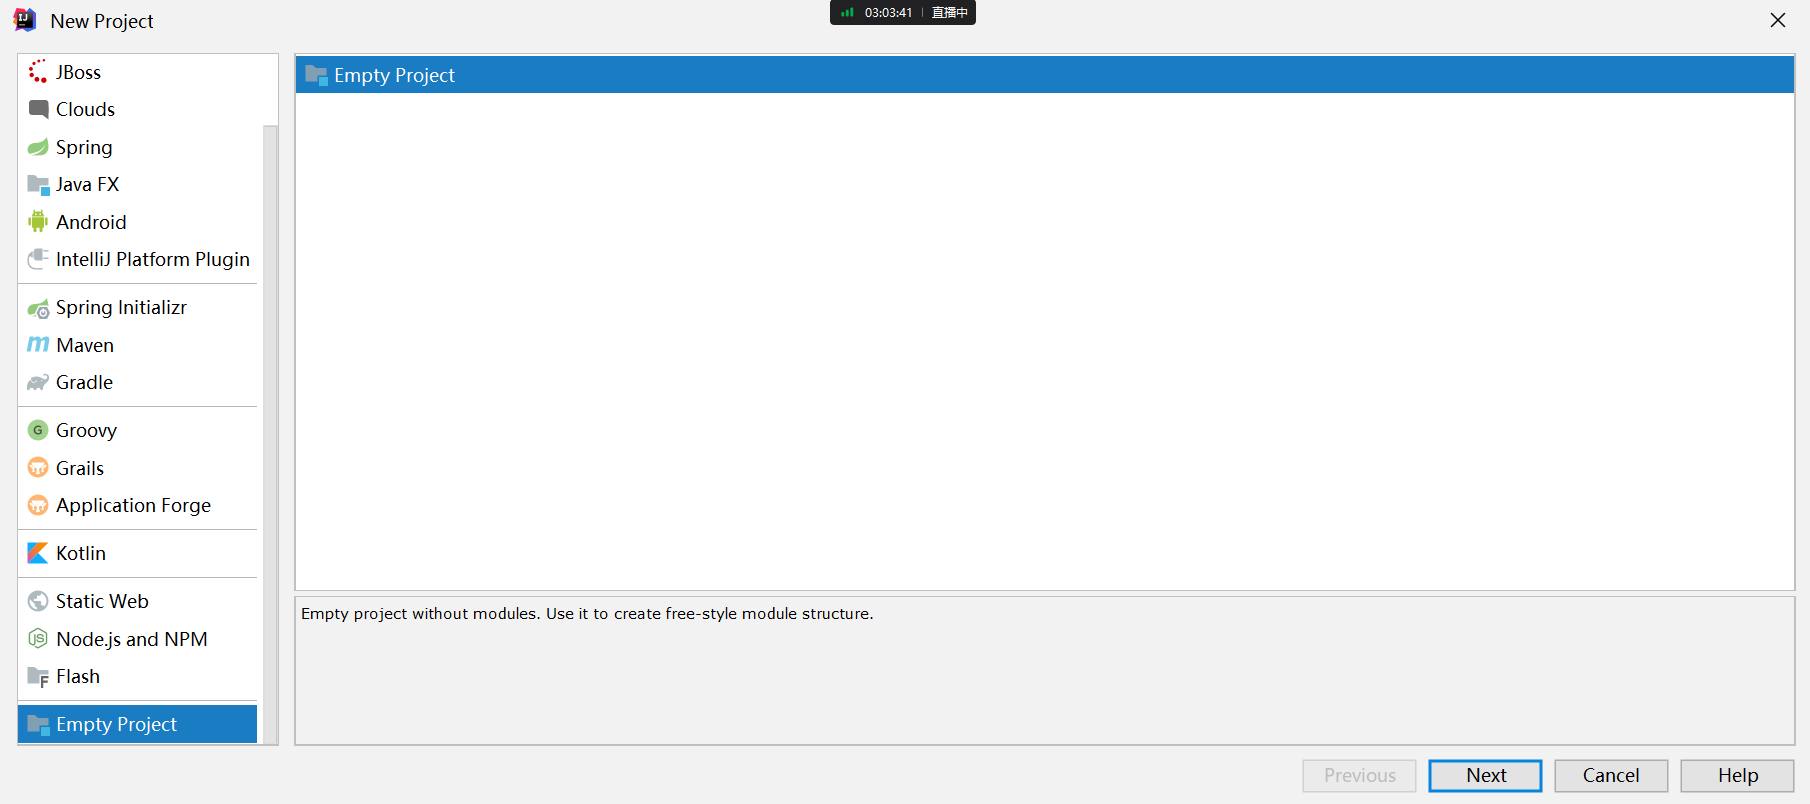 New Project
03:03:41 直播中
JBoss
Clouds
Spring
Java FX
Android
IntelliJ Platform Plugin
Spring Initializr
Maven
Gradle
Groovy
Grails
Application Forge
Kotlin
Static Web
Node.js and NPM
Flash
Empty Project
Empty Project
Empty project without modules. Use it to create free-style module structure.
Previous
Next
Cancel
Help